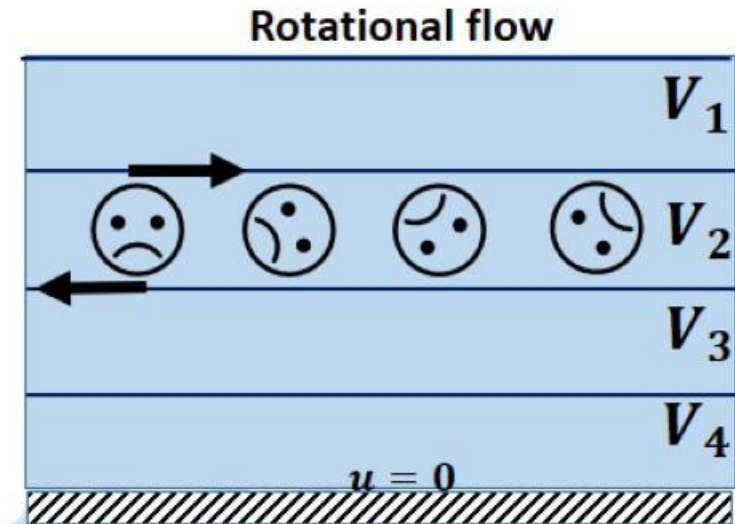 Rotational flow
V₁
V₂
V₃
V₄
u = 0